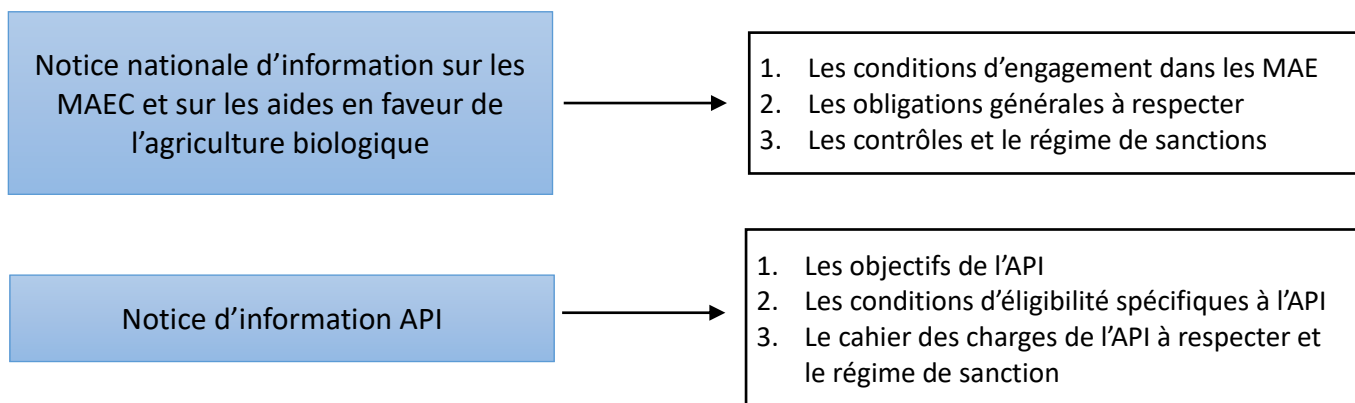 Notice nationale d’information sur les
MAEC et sur les aides en faveur de
l’agriculture biologique
1. Les conditions d’engagement dans les MAE
2. Les obligations générales à respecter
3. Les contrôles et le régime de sanctions
Notice d’information API
1. Les objectifs de l’API
2. Les conditions d’éligibilité spécifiques à l’API
3. Le cahier des charges de l’API à respecter et
le régime de sanction